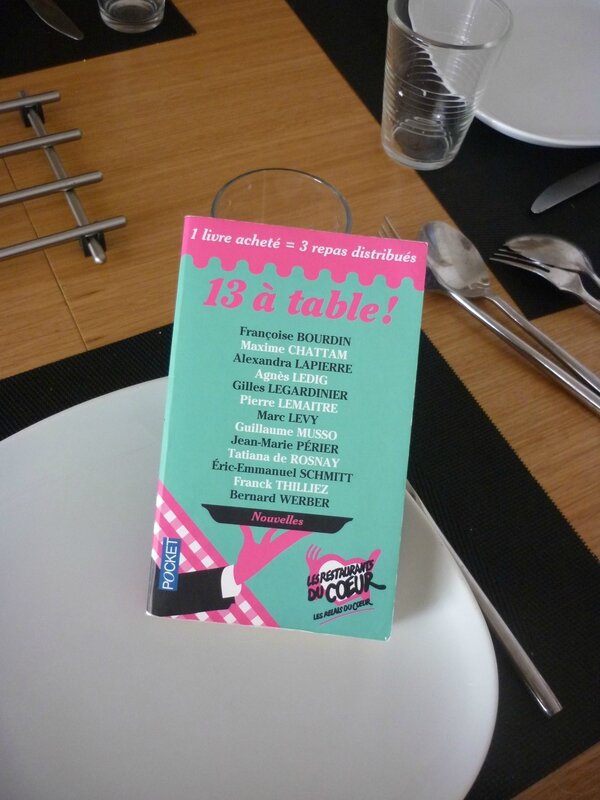 1 livre acheté = 3 repas distribués
13 à table !
Françoise BOURDIN
Maxime CHATTAM
Alexandra LAPIERRE
Agnès LEDIG
Gilles LEGARDINIER
Pierre LEMAITRE
Marc LEVY
Guillaume MUSSO
Jean-Marie PÉRIER
Tatiana de ROSNAY
Éric-Emmanuel SCHMITT
Franck THILLIEZ
Bernard WERBER
Nouvelles
POCKET
LES RESTAURANTS
DU COEUR
LES RELAIS DU COEUR